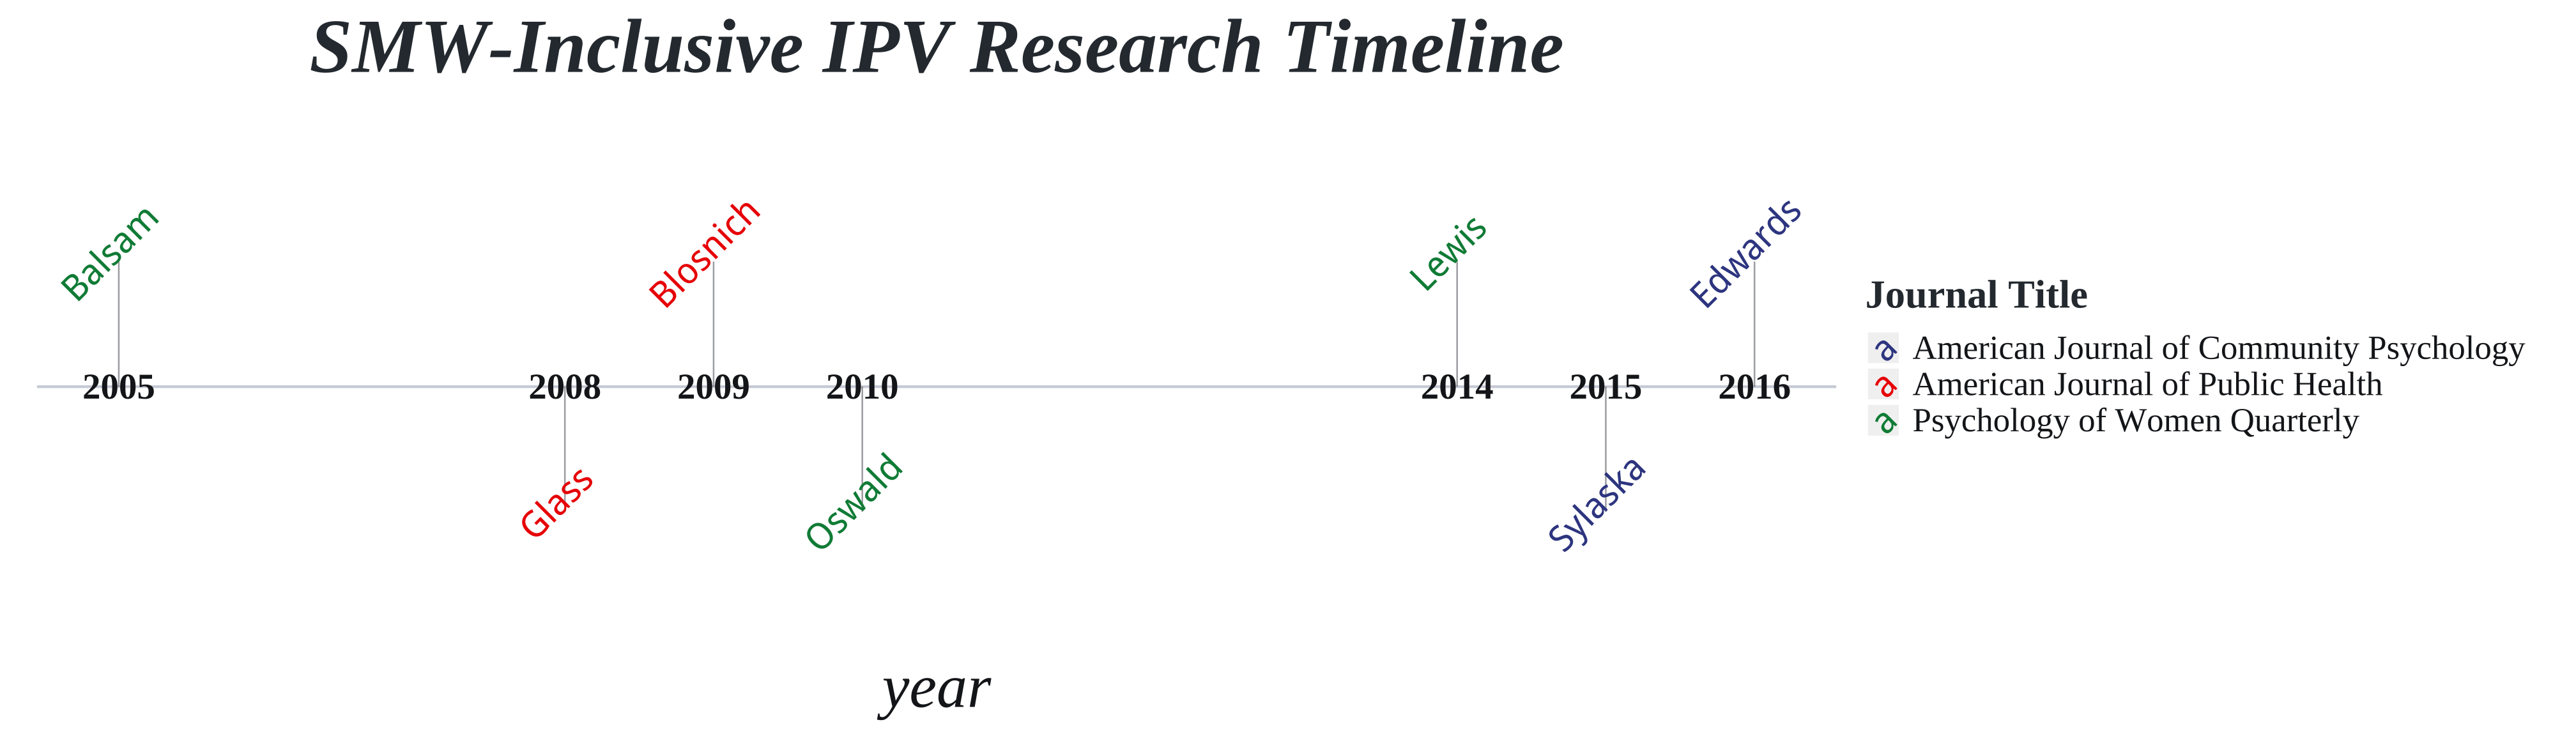 SMW-Inclusive IPV Research Timeline
Balsam
Blosnich
Lewis
Edwards
2005
2008
2009
2010
2014
2015
2016
Glass
Oswald
Sylaska
year
Journal Title
a American Journal of Community Psychology
a American Journal of Public Health
a Psychology of Women Quarterly